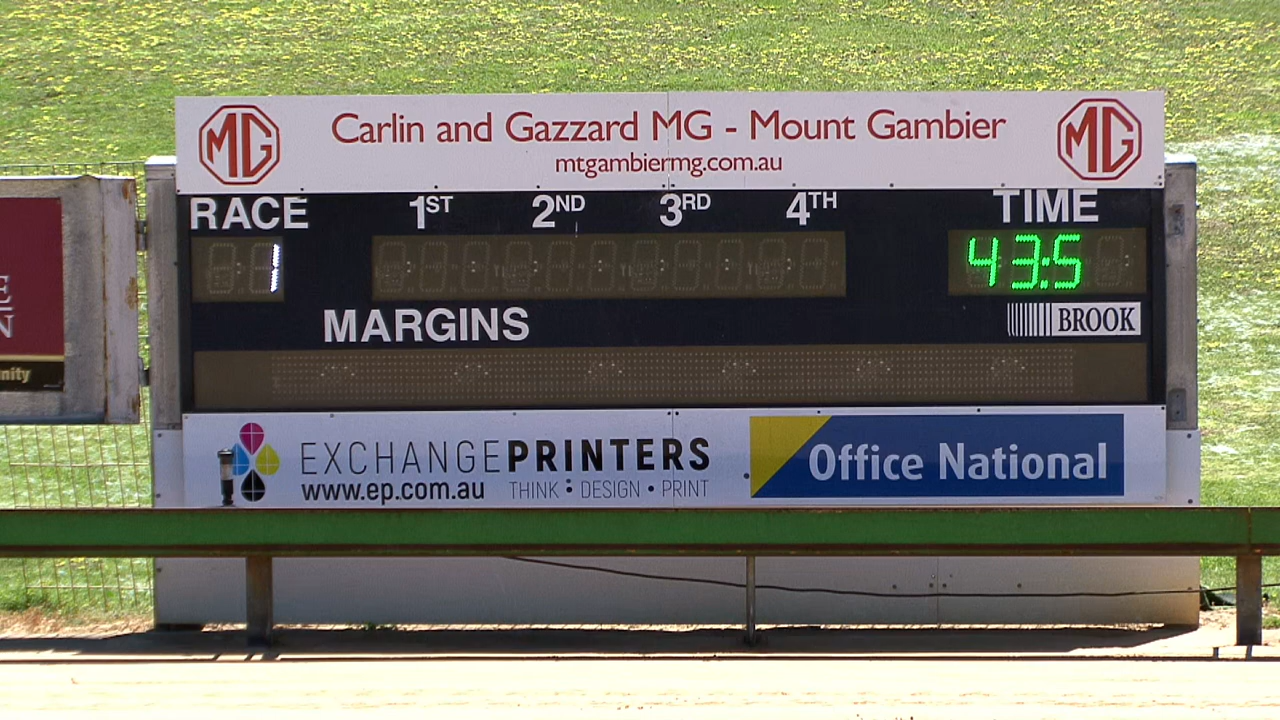 MG Carlin and Gazzard MG - Mount Gambier MG
mtgambiermg.com.au
RACE 1ST 2ND 3RD 4TH TIME
1 43:5
MARGINS
BROOK
EXCHANGEPRINTERS
www.ep.com.au THINK • DESIGN • PRINT
Office National
E
N
nity